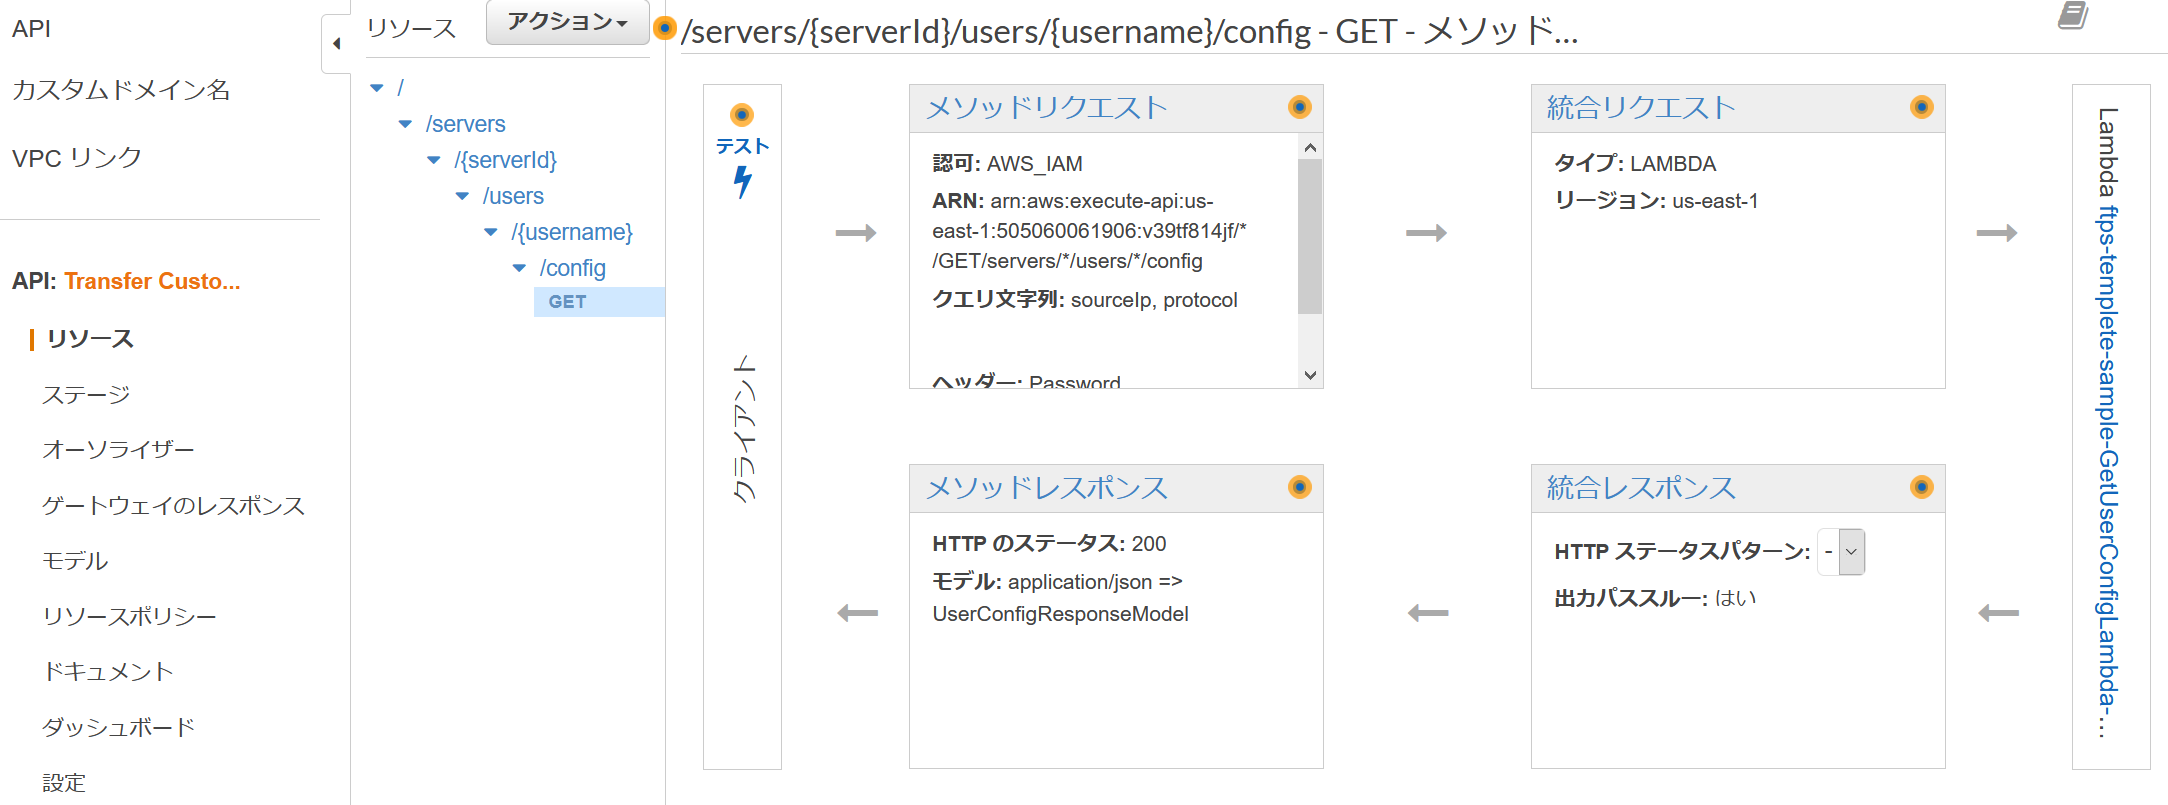 API
カスタムドメイン名
VPC リンク
API: Transfer Custo...
リソース
ステージ
オーソライザー
ゲートウェイのレスポンス
モデル
リソースポリシー
ドキュメント
ダッシュボード
設定
リソース
アクション
/
/servers
/{serverId}
/users
/{username}
/config
GET
/servers/{serverId}/users/{username}/config - GET - メソッド...
テスト
クライアント
メソッドリクエスト
認可: AWS_IAM
ARN: arn:aws:execute-api:us-
east-1:505060061906:v39tf814jf/*
/GET/servers/*/users/*/config
クエリ文字列: sourceIp, protocol
ヘッダー: Password
統合リクエスト
タイプ: LAMBDA
リージョン: us-east-1
Lambda ftps-templete-sample-GetUserConfigLambda-...
メソッドレスポンス
HTTP のステータス: 200
モデル: application/json =>
UserConfigResponseModel
統合レスポンス
HTTP ステータスパターン: -
出力パススルー: はい